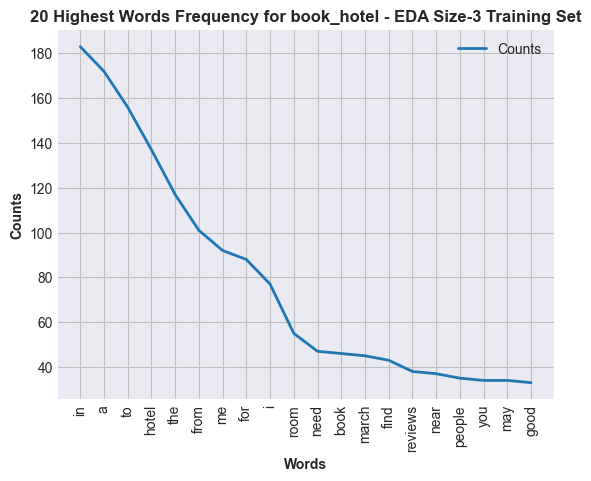 20 Highest Words Frequency for book_hotel - EDA Size-3 Training Set
Counts
180
160
140
120
100
80
60
40
Counts
in
a
to
hotel
the
from
me
for
i
room
need
book
march
find
reviews
near
people
you
may
good
Words